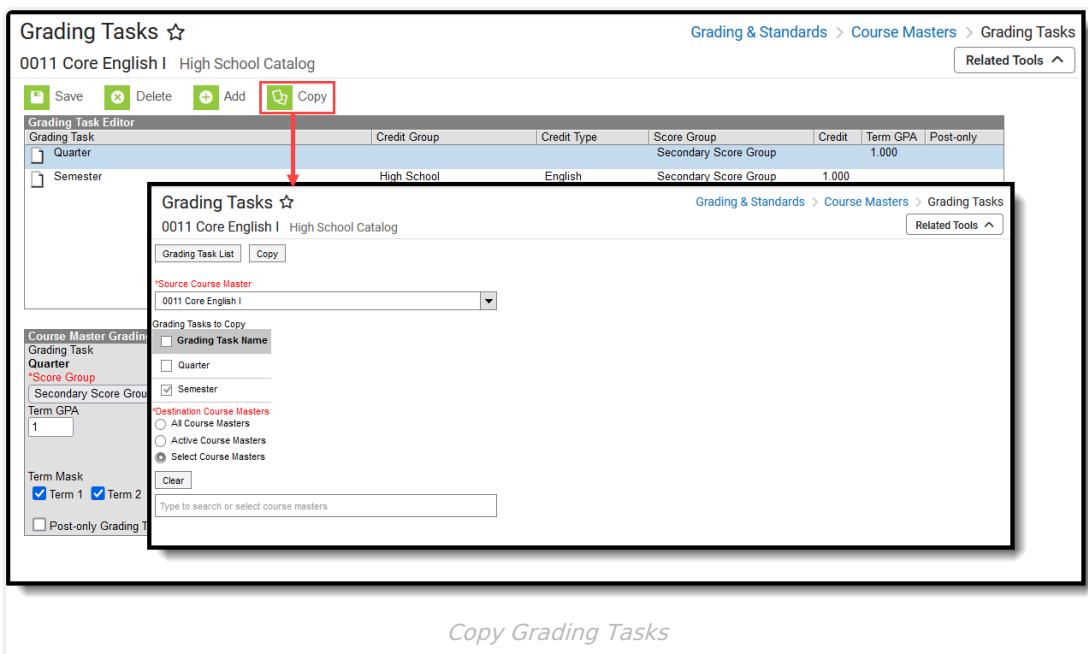 Grading Tasks
Grading & Standards > Course Masters > Grading Tasks
0011 Core English I High School Catalog
Related Tools
Save Delete Add Copy
Grading Task Editor
Grading Task Credit Group Credit Type Score Group Credit Term GPA Post-only
Quarter Secondary Score Group 1.000
Semester High School English Secondary Score Group 1.000
Course Master Grading
Grading Task
Quarter
*Score Group
Secondary Score Grou
Term GPA
1
Term Mask
Term 1 Term 2
Post-only Grading T
Grading Tasks
Grading & Standards > Course Masters > Grading Tasks
0011 Core English I High School Catalog
Related Tools
Grading Task List Copy
*Source Course Master
0011 Core English I
Grading Tasks to Copy
Grading Task Name
Quarter
Semester
*Destination Course Masters
All Course Masters
Active Course Masters
Select Course Masters
Clear
Type to search or select course masters
Copy Grading Tasks